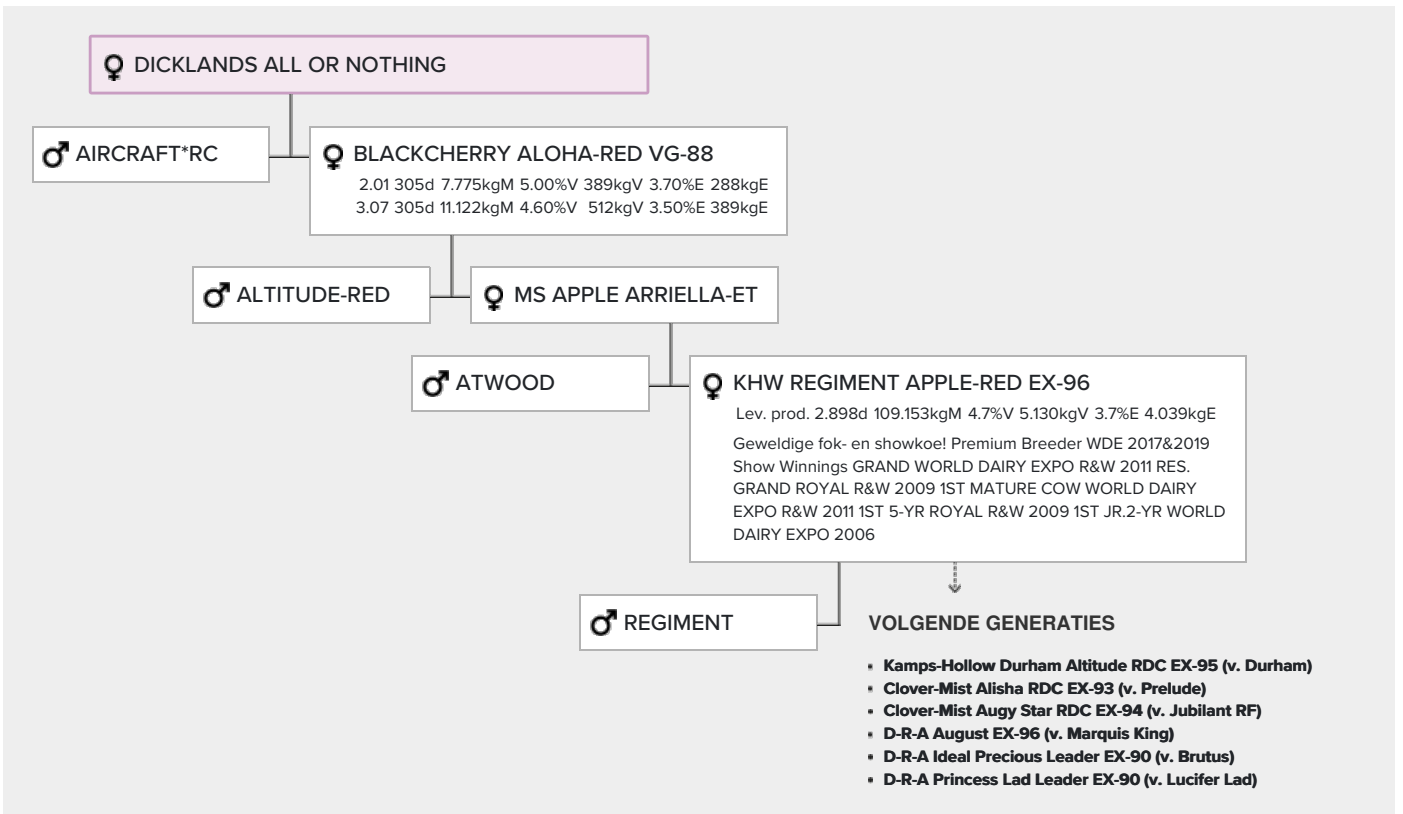 DICKLANDS ALL OR NOTHING
AIRCRAFT*RC
BLACKCHERRY ALOHA-RED VG-88
2.01 305d 7.775kgM 5.00%V 389kgV 3.70%E 288kgE
3.07 305d 11.122kgM 4.60%V 512kgV 3.50%E 389kgE
ALTITUDE-RED
MS APPLE ARRIELLA-ET
ATWOOD
KHW REGIMENT APPLE-RED EX-96
Lev. prod. 2.898d 109.153kgM 4.7%V 5.130kgV 3.7%E 4.039kgE
Geweldige fok- en showkoe! Premium Breeder WDE 2017&2019
Show Winnings GRAND WORLD DAIRY EXPO R&W 2011 RES.
GRAND ROYAL R&W 2009 1ST MATURE COW WORLD DAIRY
EXPO R&W 2011 1ST 5-YR ROYAL R&W 2009 1ST JR.2-YR WORLD
DAIRY EXPO 2006
REGIMENT
VOLGENDE GENERATIES
Kamps-Hollow Durham Altitude RDC EX-95 (v. Durham)
Clover-Mist Alisha RDC EX-93 (v. Prelude)
Clover-Mist Augy Star RDC EX-94 (v. Jubilant RF)
D-R-A August EX-96 (v. Marquis King)
D-R-A Ideal Precious Leader EX-90 (v. Brutus)
D-R-A Princess Lad Leader EX-90 (v. Lucifer Lad)